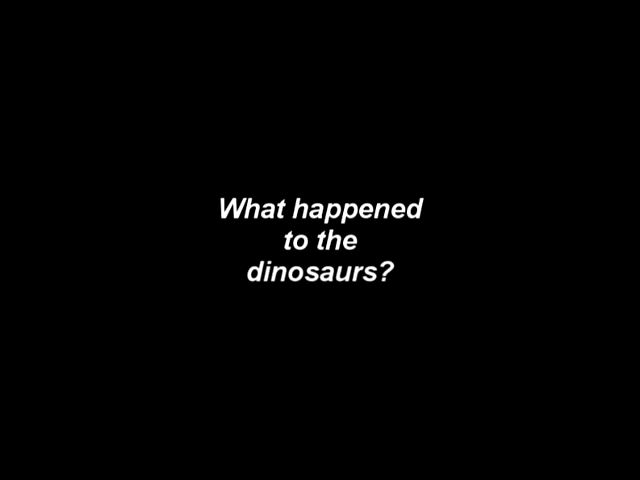 What happened
to the
dinosaurs?